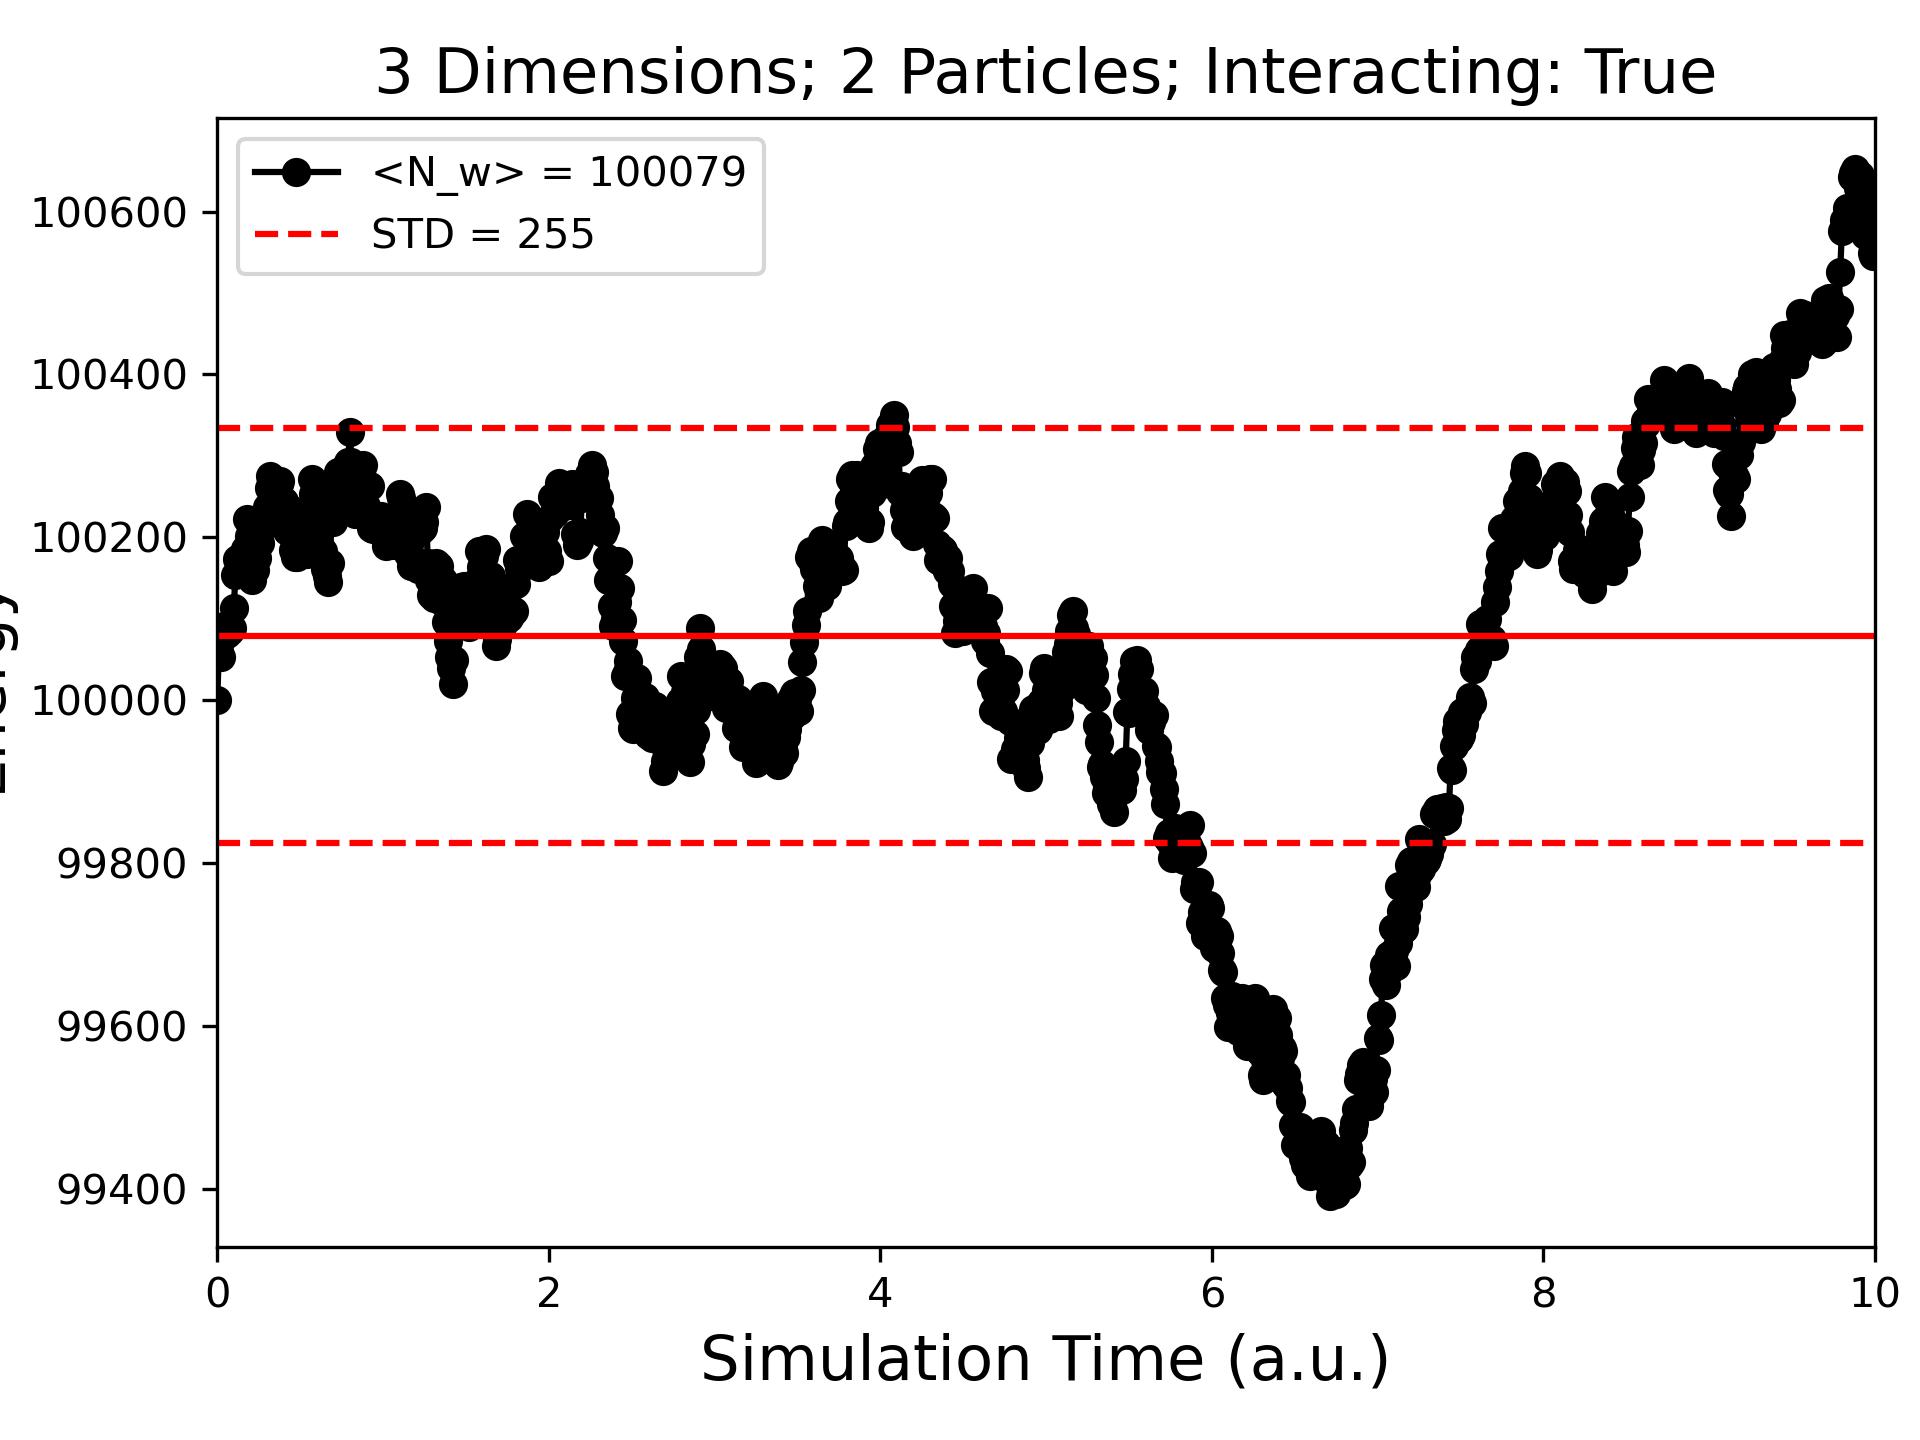 3 Dimensions; 2 Particles; Interacting: True
<N_w> = 100079
STD = 255
100600
100400
100200
100000
99800
99600
99400
Energy
0 2 4 6 8 10
Simulation Time (a.u.)